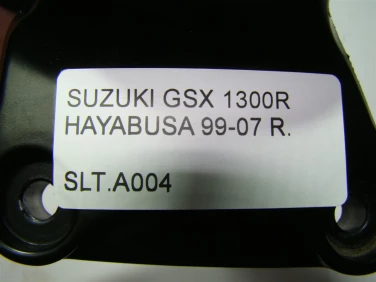 SUZUKI GSX 1300R
HAYABUSA 99-07 R.
SLT.A004